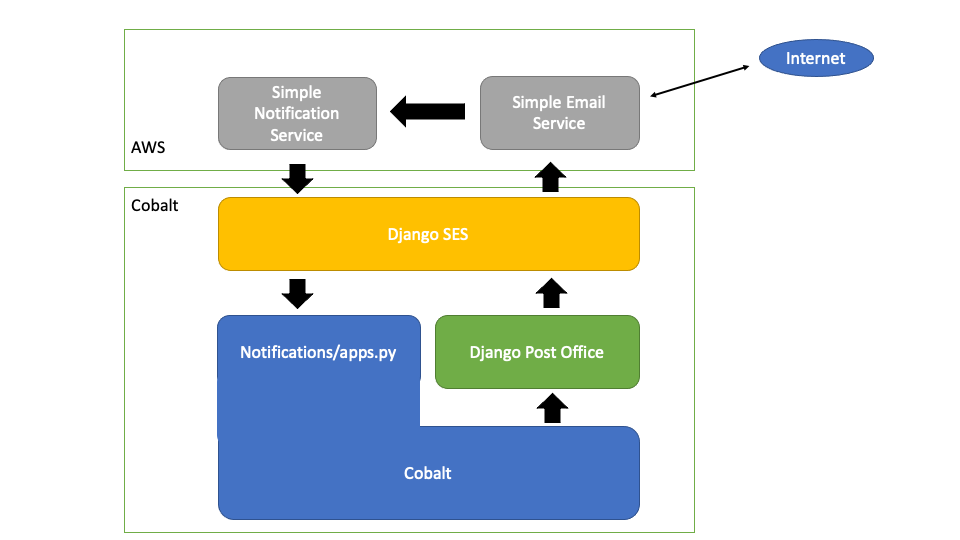 Internet
Simple
Notification
Service
Simple Email
Service
AWS
Cobalt
Django SES
Notifications/apps.py
Django Post Office
Cobalt